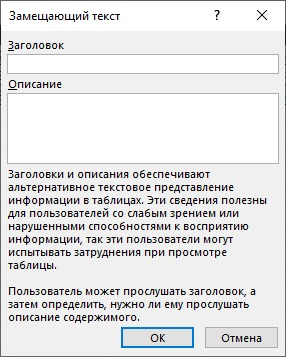 Замещающий текст ? ×
Заголовок
Описание
Заголовки и описания обеспечивают
альтернативное текстовое представление
информации в таблицах. Эти сведения полезны
для пользователей со слабым зрением или
нарушенными способностями к восприятию
информации, так эти пользователи могут
испытывать затруднения при просмотре
таблицы.
Пользователь может прослушать заголовок, а
затем определить, нужно ли ему прослушать
описание содержимого.
ОК Отмена